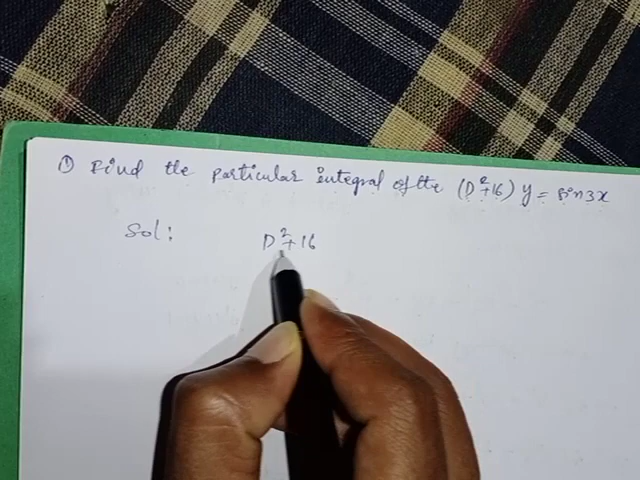 ① Find the particular integral of the (D²+16) y = sin3x
Sol: D²+16